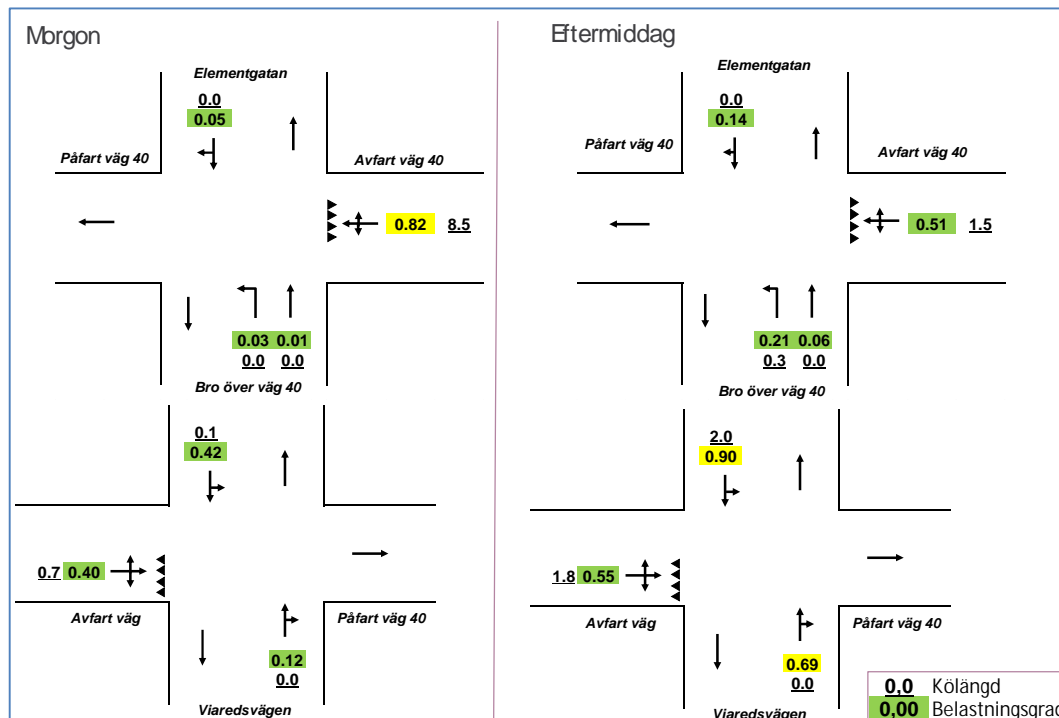 Morgon
Elementgatan
0.0
0.05
Påfart väg 40
Avfart väg 40
0.82 8.5
0.03 0.01
0.0 0.0
Bro över väg 40
0.1
0.42
0.7 0.40
Avfart väg
Påfart väg 40
0.12
0.0
Viaredsvägen
Eftermiddag
Elementgatan
0.0
0.14
Påfart väg 40
Avfart väg 40
0.51 1.5
0.21 0.06
0.3 0.0
Bro över väg 40
2.0
0.90
1.8 0.55
Avfart väg
Påfart väg 40
0.69
0.0
Viaredsvägen
0,0 Kölängd
0,00 Belastningsgrad